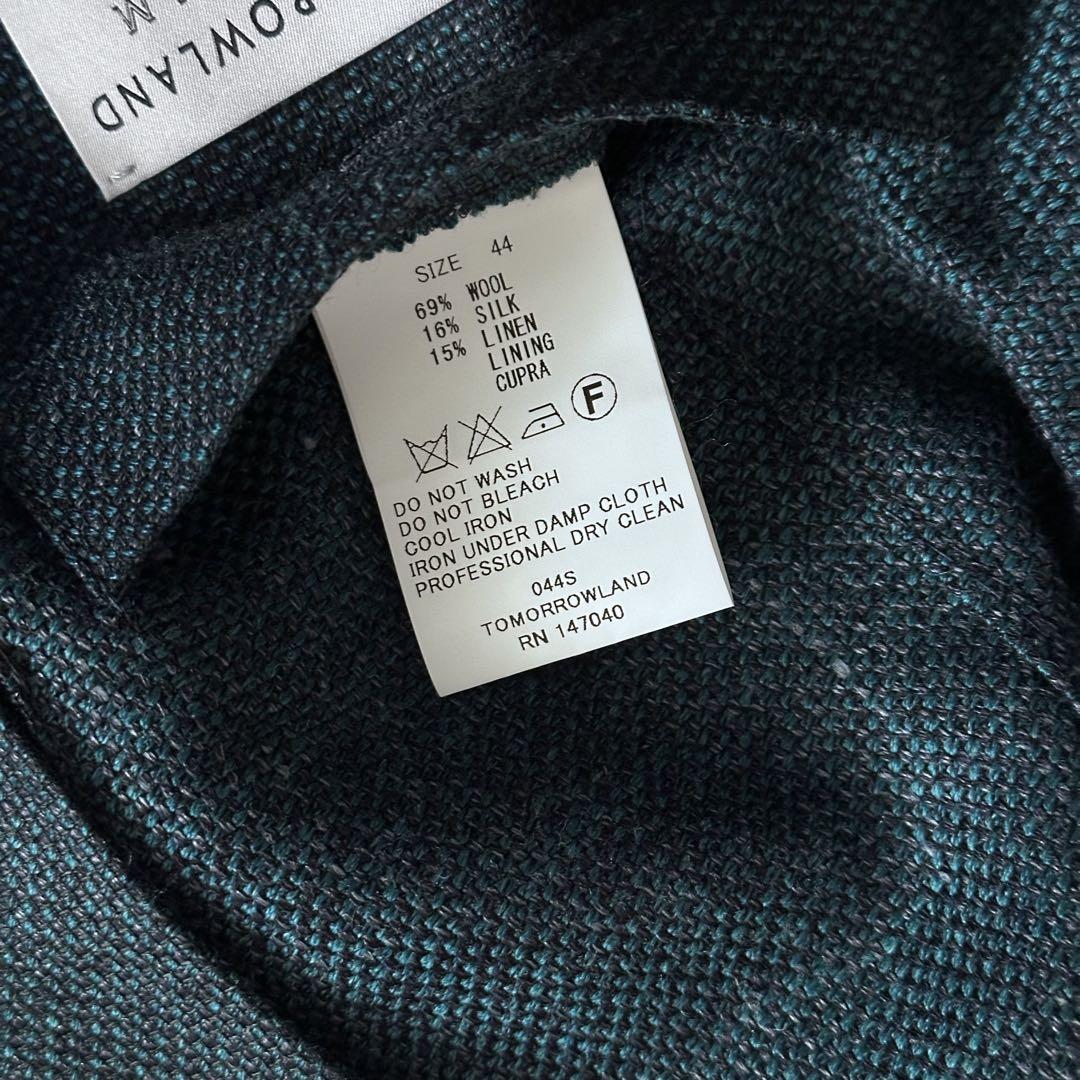 ROWLAND
M
SIZE 44
69% WOOL
16% SILK
15% LINEN
LINING
CUPRA
F
DO NOT WASH
DO NOT BLEACH
COOL IRON
IRON UNDER DAMP CLOTH
PROFESSIONAL DRY CLEAN
044S
TOMORROWLAND
RN 147040